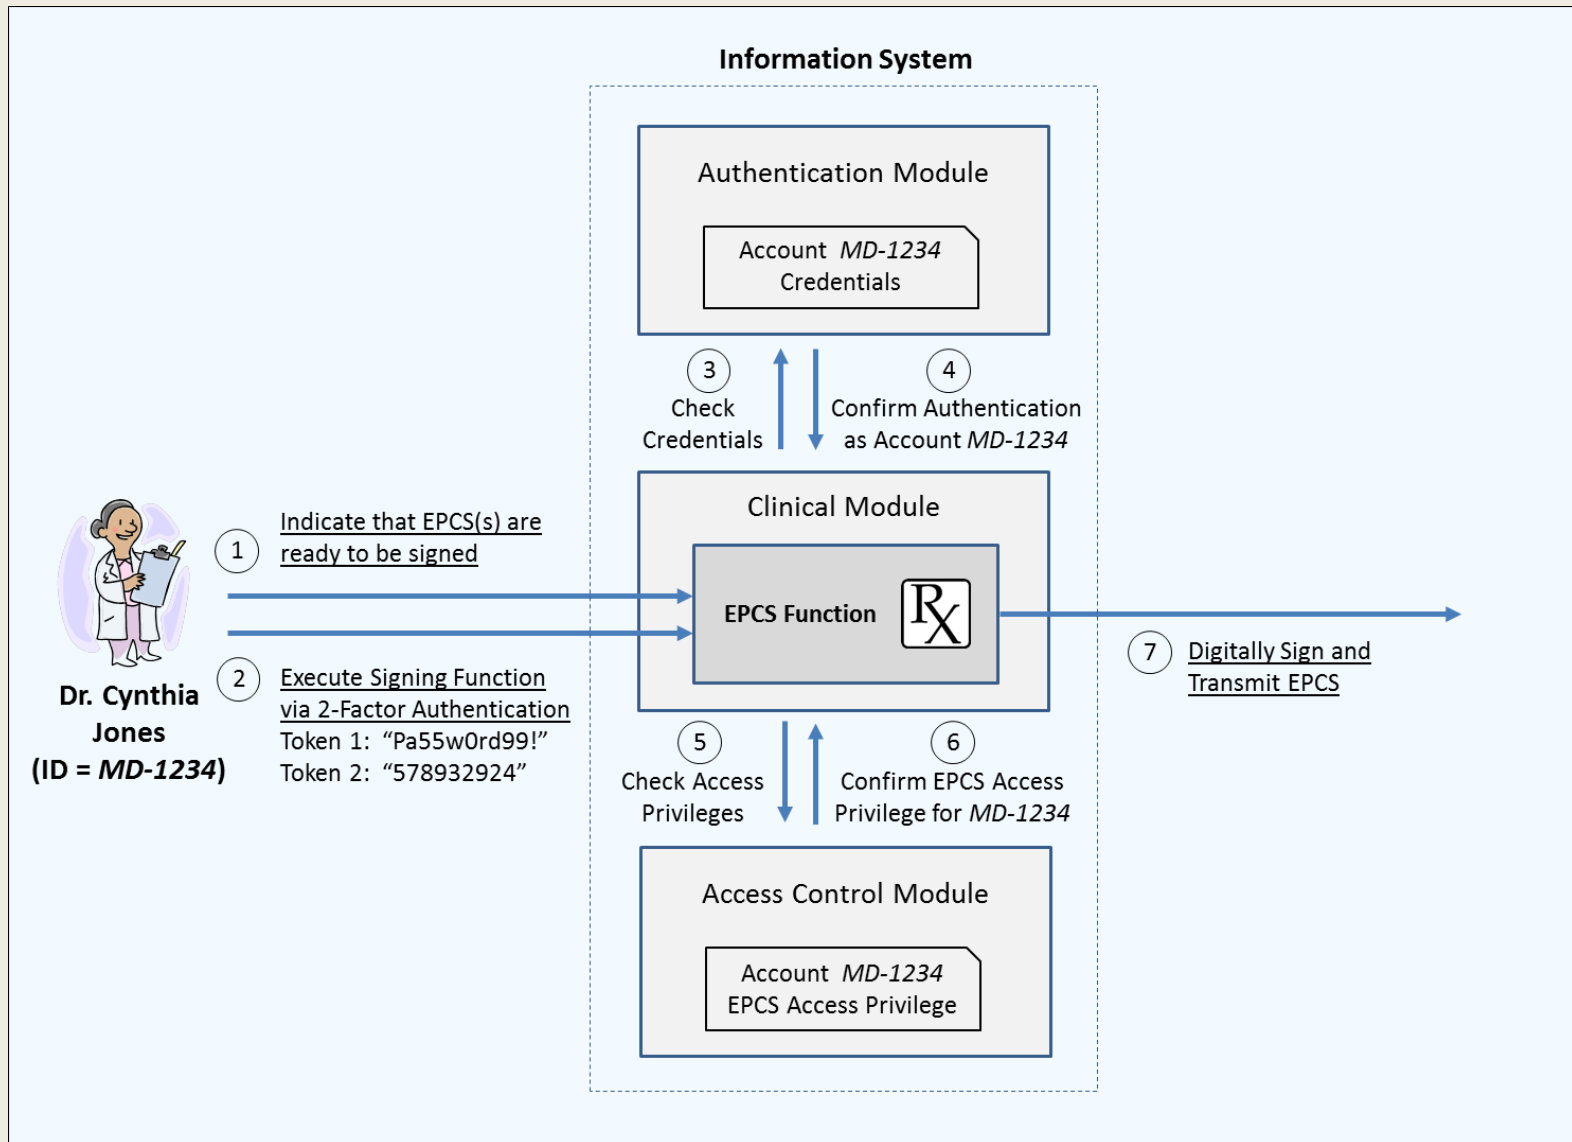 Information System
Authentication Module
Account MD-1234
Credentials
3
Check
Credentials
4
Confirm Authentication
as Account MD-1234
Clinical Module
EPCS Function
Rx
1
Indicate that EPCS(s) are
ready to be signed
2
Execute Signing Function
via 2-Factor Authentication
Token 1: “Pa55w0rd99!”
Token 2: “578932924”
Dr. Cynthia
Jones
(ID = MD-1234)
5
Check Access
Privileges
6
Confirm EPCS Access
Privilege for MD-1234
7
Digitally Sign and
Transmit EPCS
Access Control Module
Account MD-1234
EPCS Access Privilege